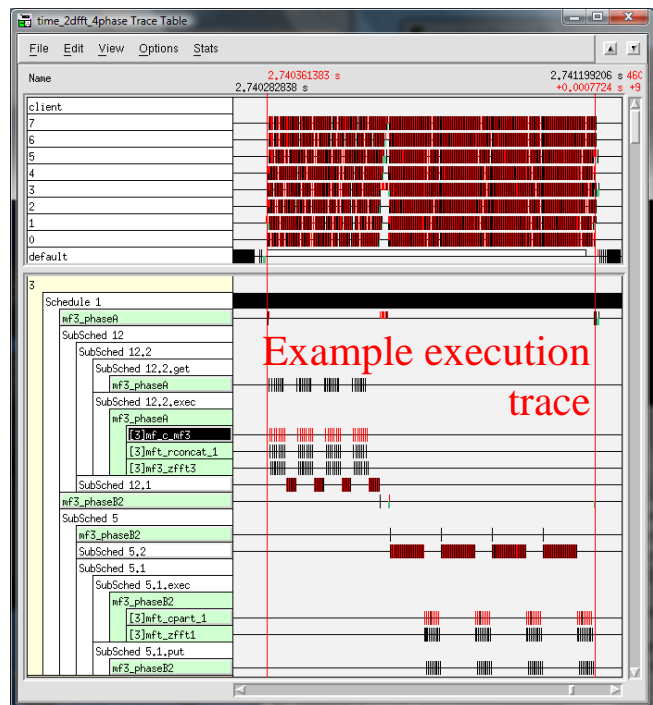 time_2dfft_4phase Trace Table
File Edit View Options Stats
Name
2.740361383 s
2.741199206 s 460
2.740282838 s
+0.0007724 s +9
client
7
6
5
4
3
2
1
0
default
3
Schedule 1
mf3_phaseA
SubSched 12
SubSched 12.2
SubSched 12.2.get
mf3_phaseA
SubSched 12.2.exec
mf3_phaseA
[3]mf_c_mf3
[3]mft_rconcat_1
[3]mf3_zfft3
SubSched 12.1
mf3_phaseB2
SubSched 5
mf3_phaseB2
SubSched 5.2
SubSched 5.1
SubSched 5.1.exec
mf3_phaseB2
[3]mft_cpart_1
[3]mft_zfft1
SubSched 5.1.put
mf3_phaseB2
Example execution
trace